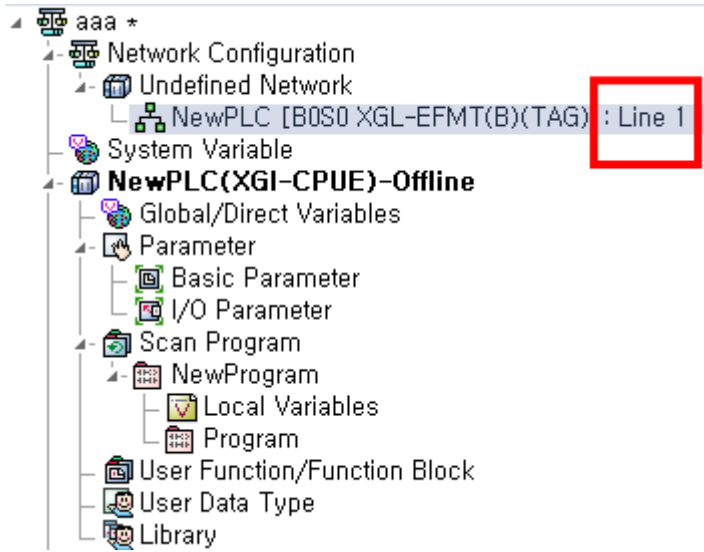 aaa *
Network Configuration
Undefined Network
NewPLC [B0S0 XGL-EFMT(B)(TAG) : Line 1
System Variable
NewPLC(XGI-CPUE)-Offline
Global/Direct Variables
Parameter
Basic Parameter
I/O Parameter
Scan Program
NewProgram
Local Variables
Program
User Function/Function Block
User Data Type
Library